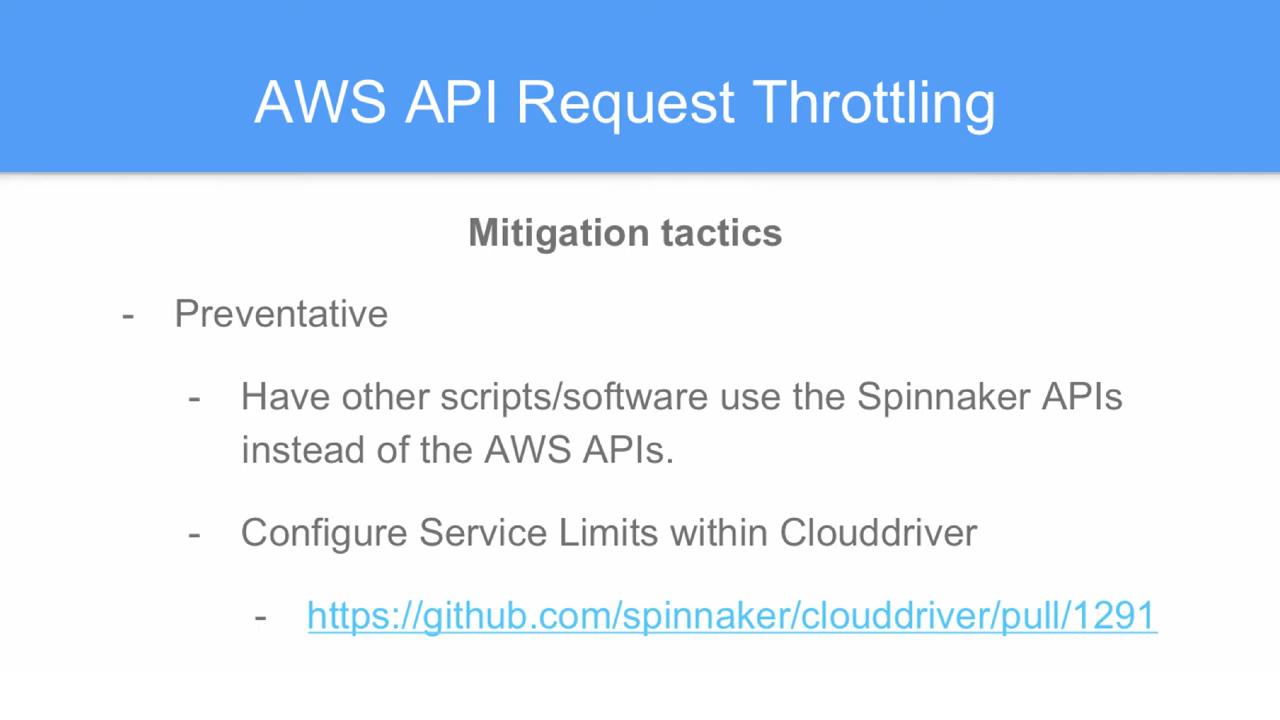 AWS API Request Throttling
Mitigation tactics
- Preventative
- Have other scripts/software use the Spinnaker APIs
instead of the AWS APIs.
- Configure Service Limits within Clouddriver
- https://github.com/spinnaker/clouddriver/pull/1291